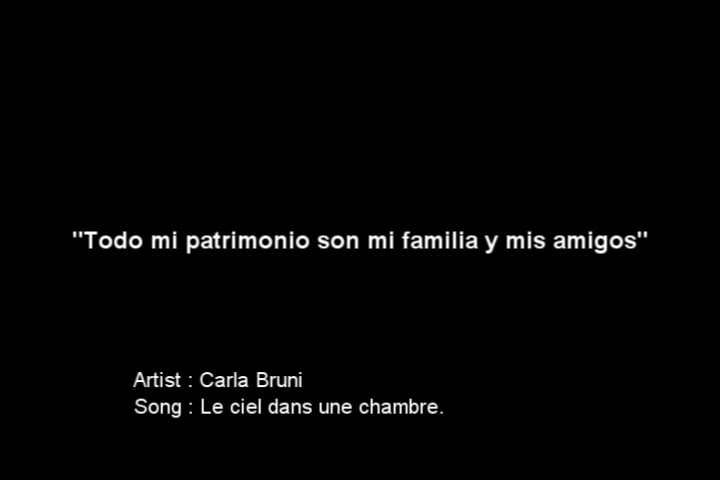 "Todo mi patrimonio son mi familia y mis amigos"
Artist : Carla Bruni
Song : Le ciel dans une chambre.